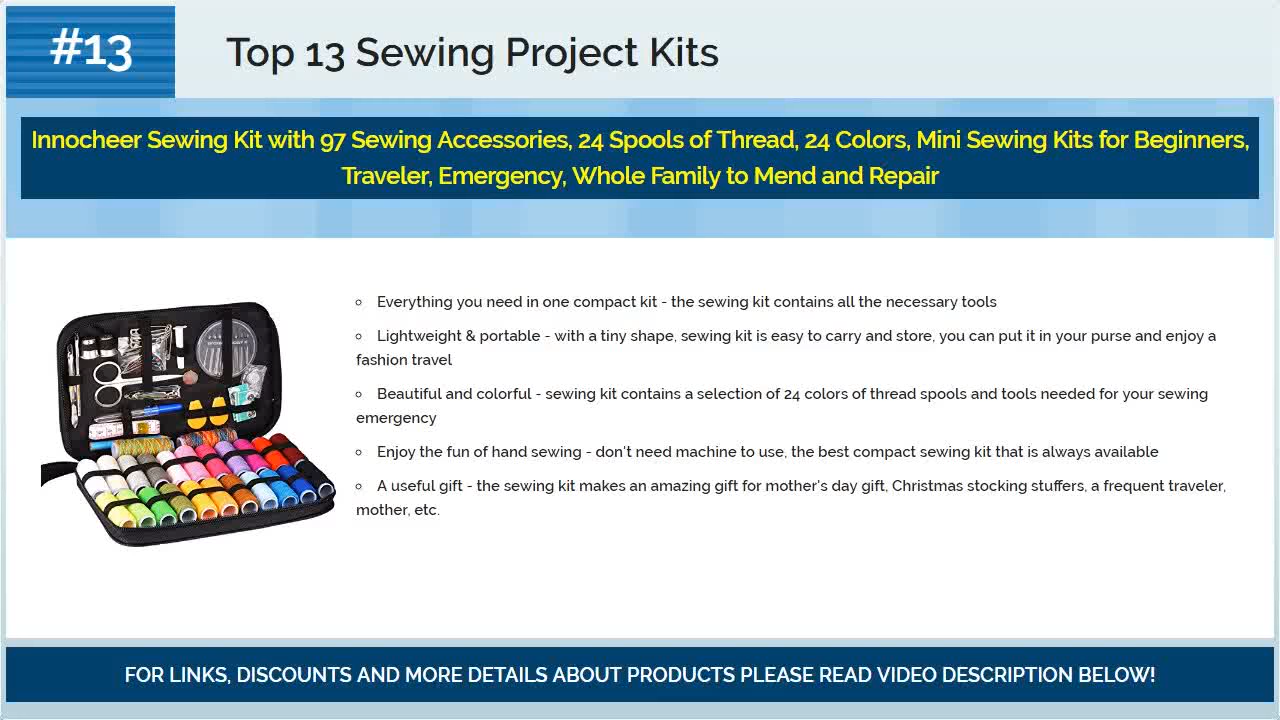 #13
Top 13 Sewing Project Kits
Innocheer Sewing Kit with 97 Sewing Accessories, 24 Spools of Thread, 24 Colors, Mini Sewing Kits for Beginners,
Traveler, Emergency, Whole Family to Mend and Repair
Everything you need in one compact kit - the sewing kit contains all the necessary tools
Lightweight & portable - with a tiny shape, sewing kit is easy to carry and store, you can put it in your purse and enjoy a
fashion travel
Beautiful and colorful - sewing kit contains a selection of 24 colors of thread spools and tools needed for your sewing
emergency
Enjoy the fun of hand sewing - don't need machine to use, the best compact sewing kit that is always available
A useful gift - the sewing kit makes an amazing gift for mother's day gift, Christmas stocking stuffers, a frequent traveler,
mother, etc.
FOR LINKS, DISCOUNTS AND MORE DETAILS ABOUT PRODUCTS PLEASE READ VIDEO DESCRIPTION BELOW!